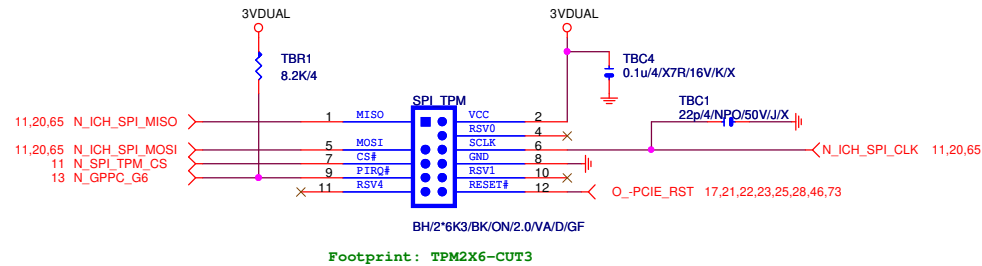 3VDUAL 3VDUAL
TBR1
8.2K/4
TBC4
0.1u/4/X7R/16V/K/X
SPI_TPM
TBC1
22p/4/NPO/50V/J/X
11,20,65 N_ICH_SPI_MISO 1 MISO VCC 2
RSV0 4
11,20,65 N_ICH_SPI_MOSI 5 MOSI SCLK 6 N_ICH_SPI_CLK 11,20,65
11 N_SPI_TPM_CS 7 CS# GND 8
13 N_GPPC_G6 9 PIRQ# RSV1 10
11 RSV4 RESET# 12 O_-PCIE_RST 17,21,22,23,25,28,46,73
BH/2*6K3/BK/ON/2.0/VA/D/GF
Footprint: TPM2X6-CUT3